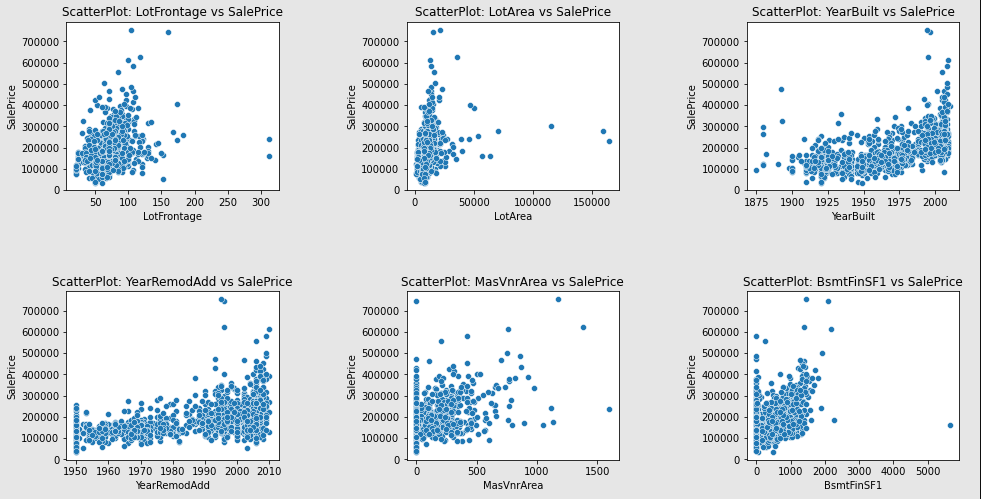 ScatterPlot: LotFrontage vs SalePrice
SalePrice
700000
600000
500000
400000
300000
200000
100000
0
50 100 150 200 250 300
LotFrontage
ScatterPlot: LotArea vs SalePrice
SalePrice
700000
600000
500000
400000
300000
200000
100000
0
0 50000 100000 150000
LotArea
ScatterPlot: YearBuilt vs SalePrice
SalePrice
700000
600000
500000
400000
300000
200000
100000
0
1875 1900 1925 1950 1975 2000
YearBuilt
ScatterPlot: YearRemodAdd vs SalePrice
SalePrice
700000
600000
500000
400000
300000
200000
100000
0
1950 1960 1970 1980 1990 2000 2010
YearRemodAdd
ScatterPlot: MasVnrArea vs SalePrice
SalePrice
700000
600000
500000
400000
300000
200000
100000
0
0 500 1000 1500
MasVnrArea
ScatterPlot: BsmtFinSF1 vs SalePrice
SalePrice
700000
600000
500000
400000
300000
200000
100000
0
0 1000 2000 3000 4000 5000
BsmtFinSF1